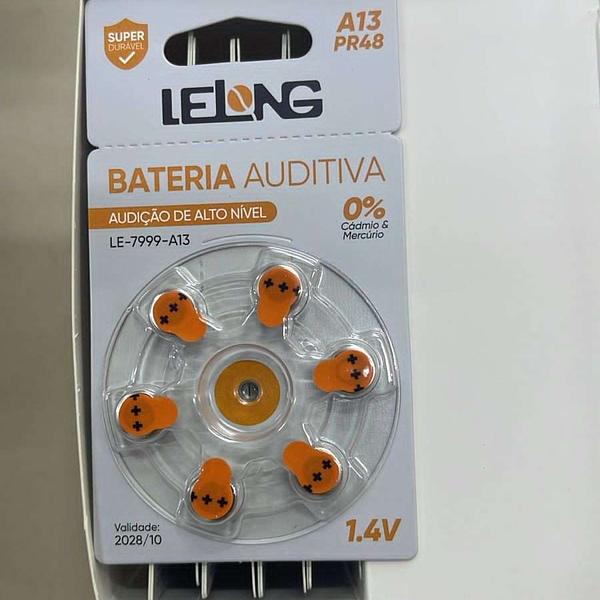 SUPER
DURÁVEL
A13
PR48
LELONG
BATERIA AUDITIVA
AUDIÇÃO DE ALTO NÍVEL
0%
Cádmio &
Mercúrio
LE-7999-A13
Validade:
2028/10
1.4V